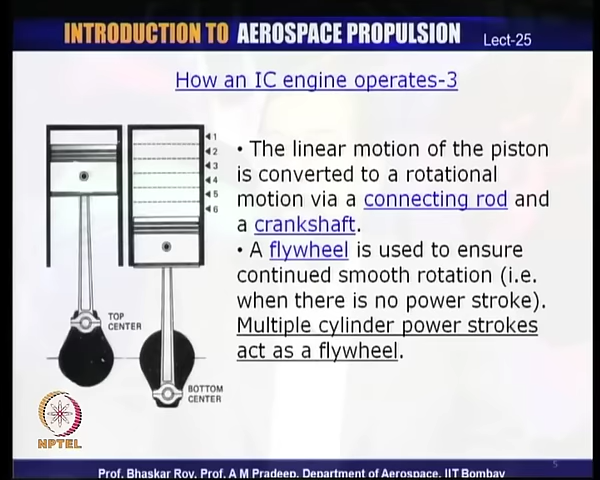 INTRODUCTION TO AEROSPACE PROPULSION
Lect-25
How an IC engine operates-3
1
2
3
4
5
6
TOP
CENTER
BOTTOM
CENTER
• The linear motion of the piston
is converted to a rotational
motion via a connecting rod and
a crankshaft.
• A flywheel is used to ensure
continued smooth rotation (i.e.
when there is no power stroke).
Multiple cylinder power strokes
act as a flywheel.
NPTEL
5
Prof. Bhaskar Roy, Prof. A M Pradeep, Department of Aerospace, IIT Bombay